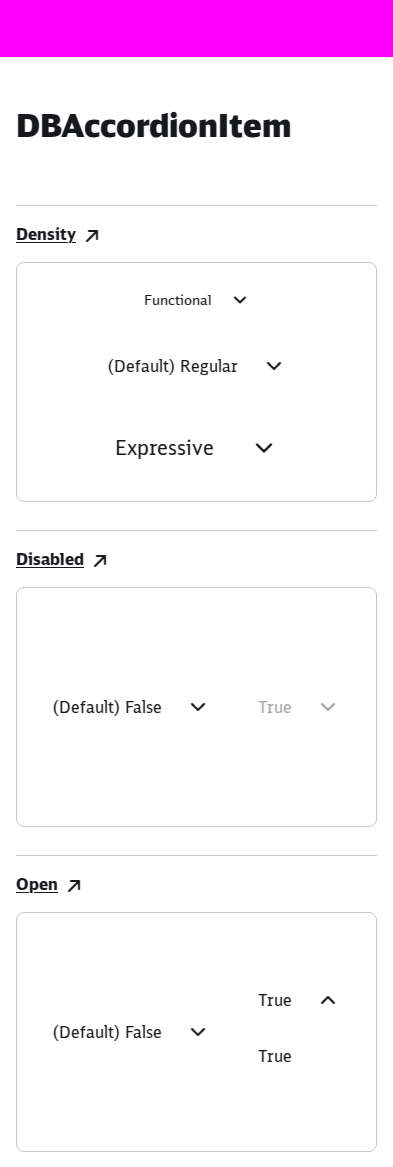 DBAccordionItem
Density
Functional
(Default) Regular
Expressive
Disabled
(Default) False
True
Open
(Default) False
True
True